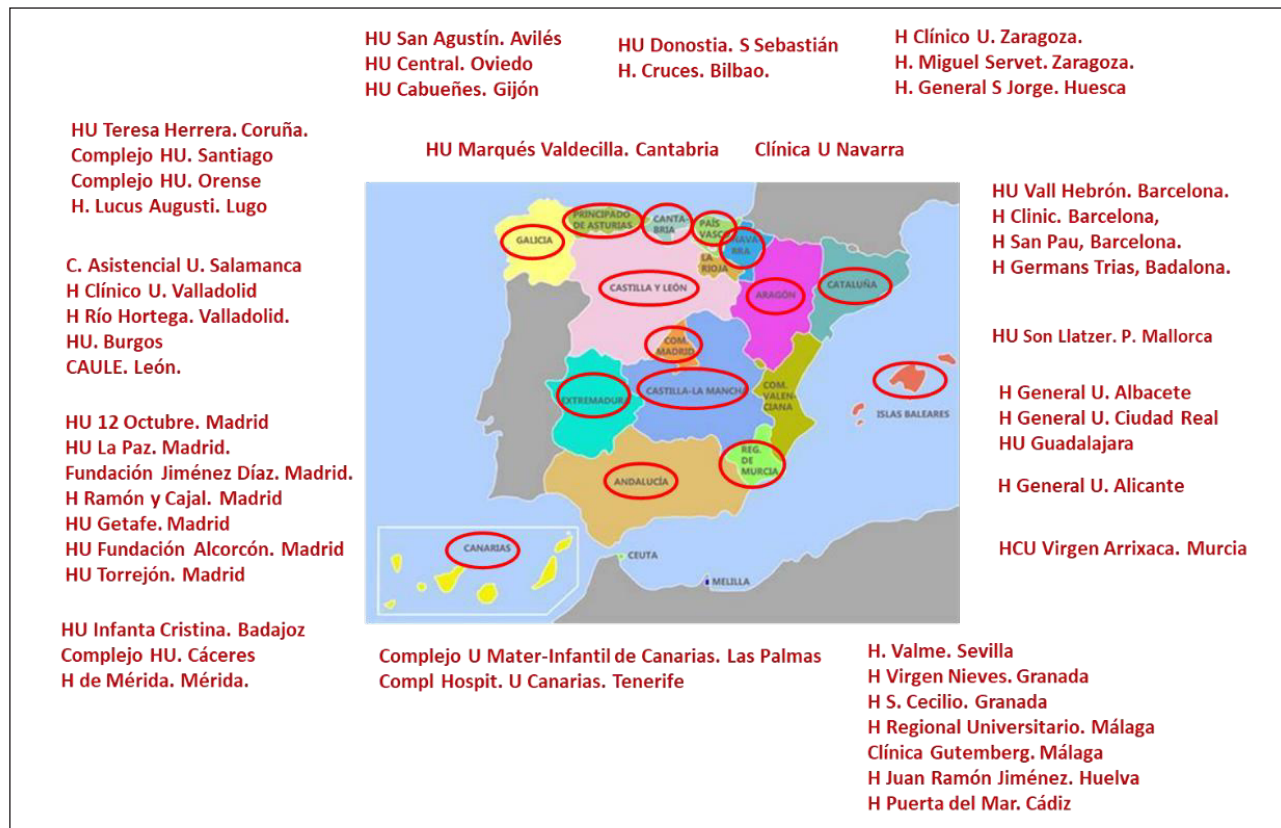 HU San Agustín. Avilés
HU Central. Oviedo
HU Cabueñes. Gijón
HU Donostia. S Sebastián
H. Cruces. Bilbao.
H Clínico U. Zaragoza.
H. Miguel Servet. Zaragoza.
H. General S Jorge. Huesca
HU Teresa Herrera. Coruña.
Complejo HU. Santiago
Complejo HU. Orense
H. Lucus Augusti. Lugo
HU Marqués Valdecilla. Cantabria
Clínica U Navarra
C. Asistencial U. Salamanca
H Clínico U. Valladolid
H Río Hortega. Valladolid.
HU. Burgos
CAULE. León.
HU 12 Octubre. Madrid
HU La Paz. Madrid.
Fundación Jiménez Díaz. Madrid.
H Ramón y Cajal. Madrid
HU Getafe. Madrid
HU Fundación Alcorcón. Madrid
HU Torrejón. Madrid
HU Infanta Cristina. Badajoz
Complejo HU. Cáceres
H de Mérida. Mérida.
GALICIA
PRINCIPADO
DE ASTURIAS
CANTA-
BRIA
PAÍS
VASCO
NAVA-
RRA
LA
RIOJA
CASTILLA Y LEÓN
ARAGÓN
CATALUÑA
COM.
MADRID
EXTREMADURA
CASTILLA-LA MANCHA
COM.
VALEN-
CIANA
ISLAS BALEARES
REG.
DE
MURCIA
ANDALUCÍA
CANARIAS
CEUTA
MELILLA
HU Vall Hebrón. Barcelona.
H Clinic. Barcelona,
H San Pau, Barcelona.
H Germans Trias, Badalona.
HU Son Llatzer. P. Mallorca
H General U. Albacete
H General U. Ciudad Real
HU Guadalajara
H General U. Alicante
HCU Virgen Arrixaca. Murcia
Complejo U Mater-Infantil de Canarias. Las Palmas
Compl Hospit. U Canarias. Tenerife
H. Valme. Sevilla
H Virgen Nieves. Granada
H S. Cecilio. Granada
H Regional Universitario. Málaga
Clínica Gutemberg. Málaga
H Juan Ramón Jiménez. Huelva
H Puerta del Mar. Cádiz